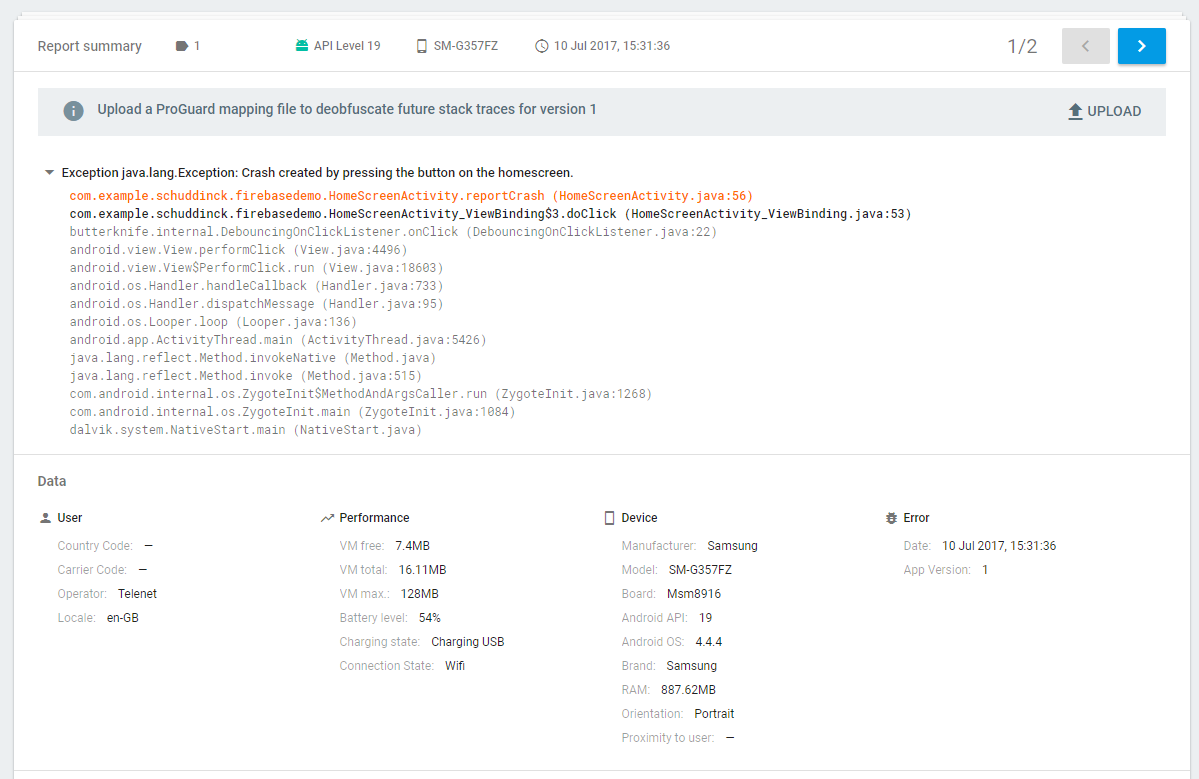 Report summary 1 API Level 19 SM-G357FZ 10 Jul 2017, 15:31:36 1/2
Upload a ProGuard mapping file to deobfuscate future stack traces for version 1 UPLOAD
Exception java.lang.Exception: Crash created by pressing the button on the homescreen.
com.example.schuddinck.firebasedemo.HomeScreenActivity.reportCrash (HomeScreenActivity.java:56)
com.example.schuddinck.firebasedemo.HomeScreenActivity_ViewBinding$3.doClick (HomeScreenActivity_ViewBinding.java:53)
butterknife.internal.DebouncingOnClickListener.onClick (DebouncingOnClickListener.java:22)
android.view.View.performClick (View.java:4496)
android.view.View$PerformClick.run (View.java:18603)
android.os.Handler.handleCallback (Handler.java:733)
android.os.Handler.dispatchMessage (Handler.java:95)
android.os.Looper.loop (Looper.java:136)
android.app.ActivityThread.main (ActivityThread.java:5426)
java.lang.reflect.Method.invokeNative (Method.java)
java.lang.reflect.Method.invoke (Method.java:515)
com.android.internal.os.ZygoteInit$MethodAndArgsCaller.run (ZygoteInit.java:1268)
com.android.internal.os.ZygoteInit.main (ZygoteInit.java:1084)
dalvik.system.NativeStart.main (NativeStart.java)
Data
User
Country Code: —
Carrier Code: —
Operator: Telenet
Locale: en-GB
Performance
VM free: 7.4MB
VM total: 16.11MB
VM max.: 128MB
Battery level: 54%
Charging state: Charging USB
Connection State: Wifi
Device
Manufacturer: Samsung
Model: SM-G357FZ
Board: Msm8916
Android API: 19
Android OS: 4.4.4
Brand: Samsung
RAM: 887.62MB
Orientation: Portrait
Proximity to user: —
Error
Date: 10 Jul 2017, 15:31:36
App Version: 1